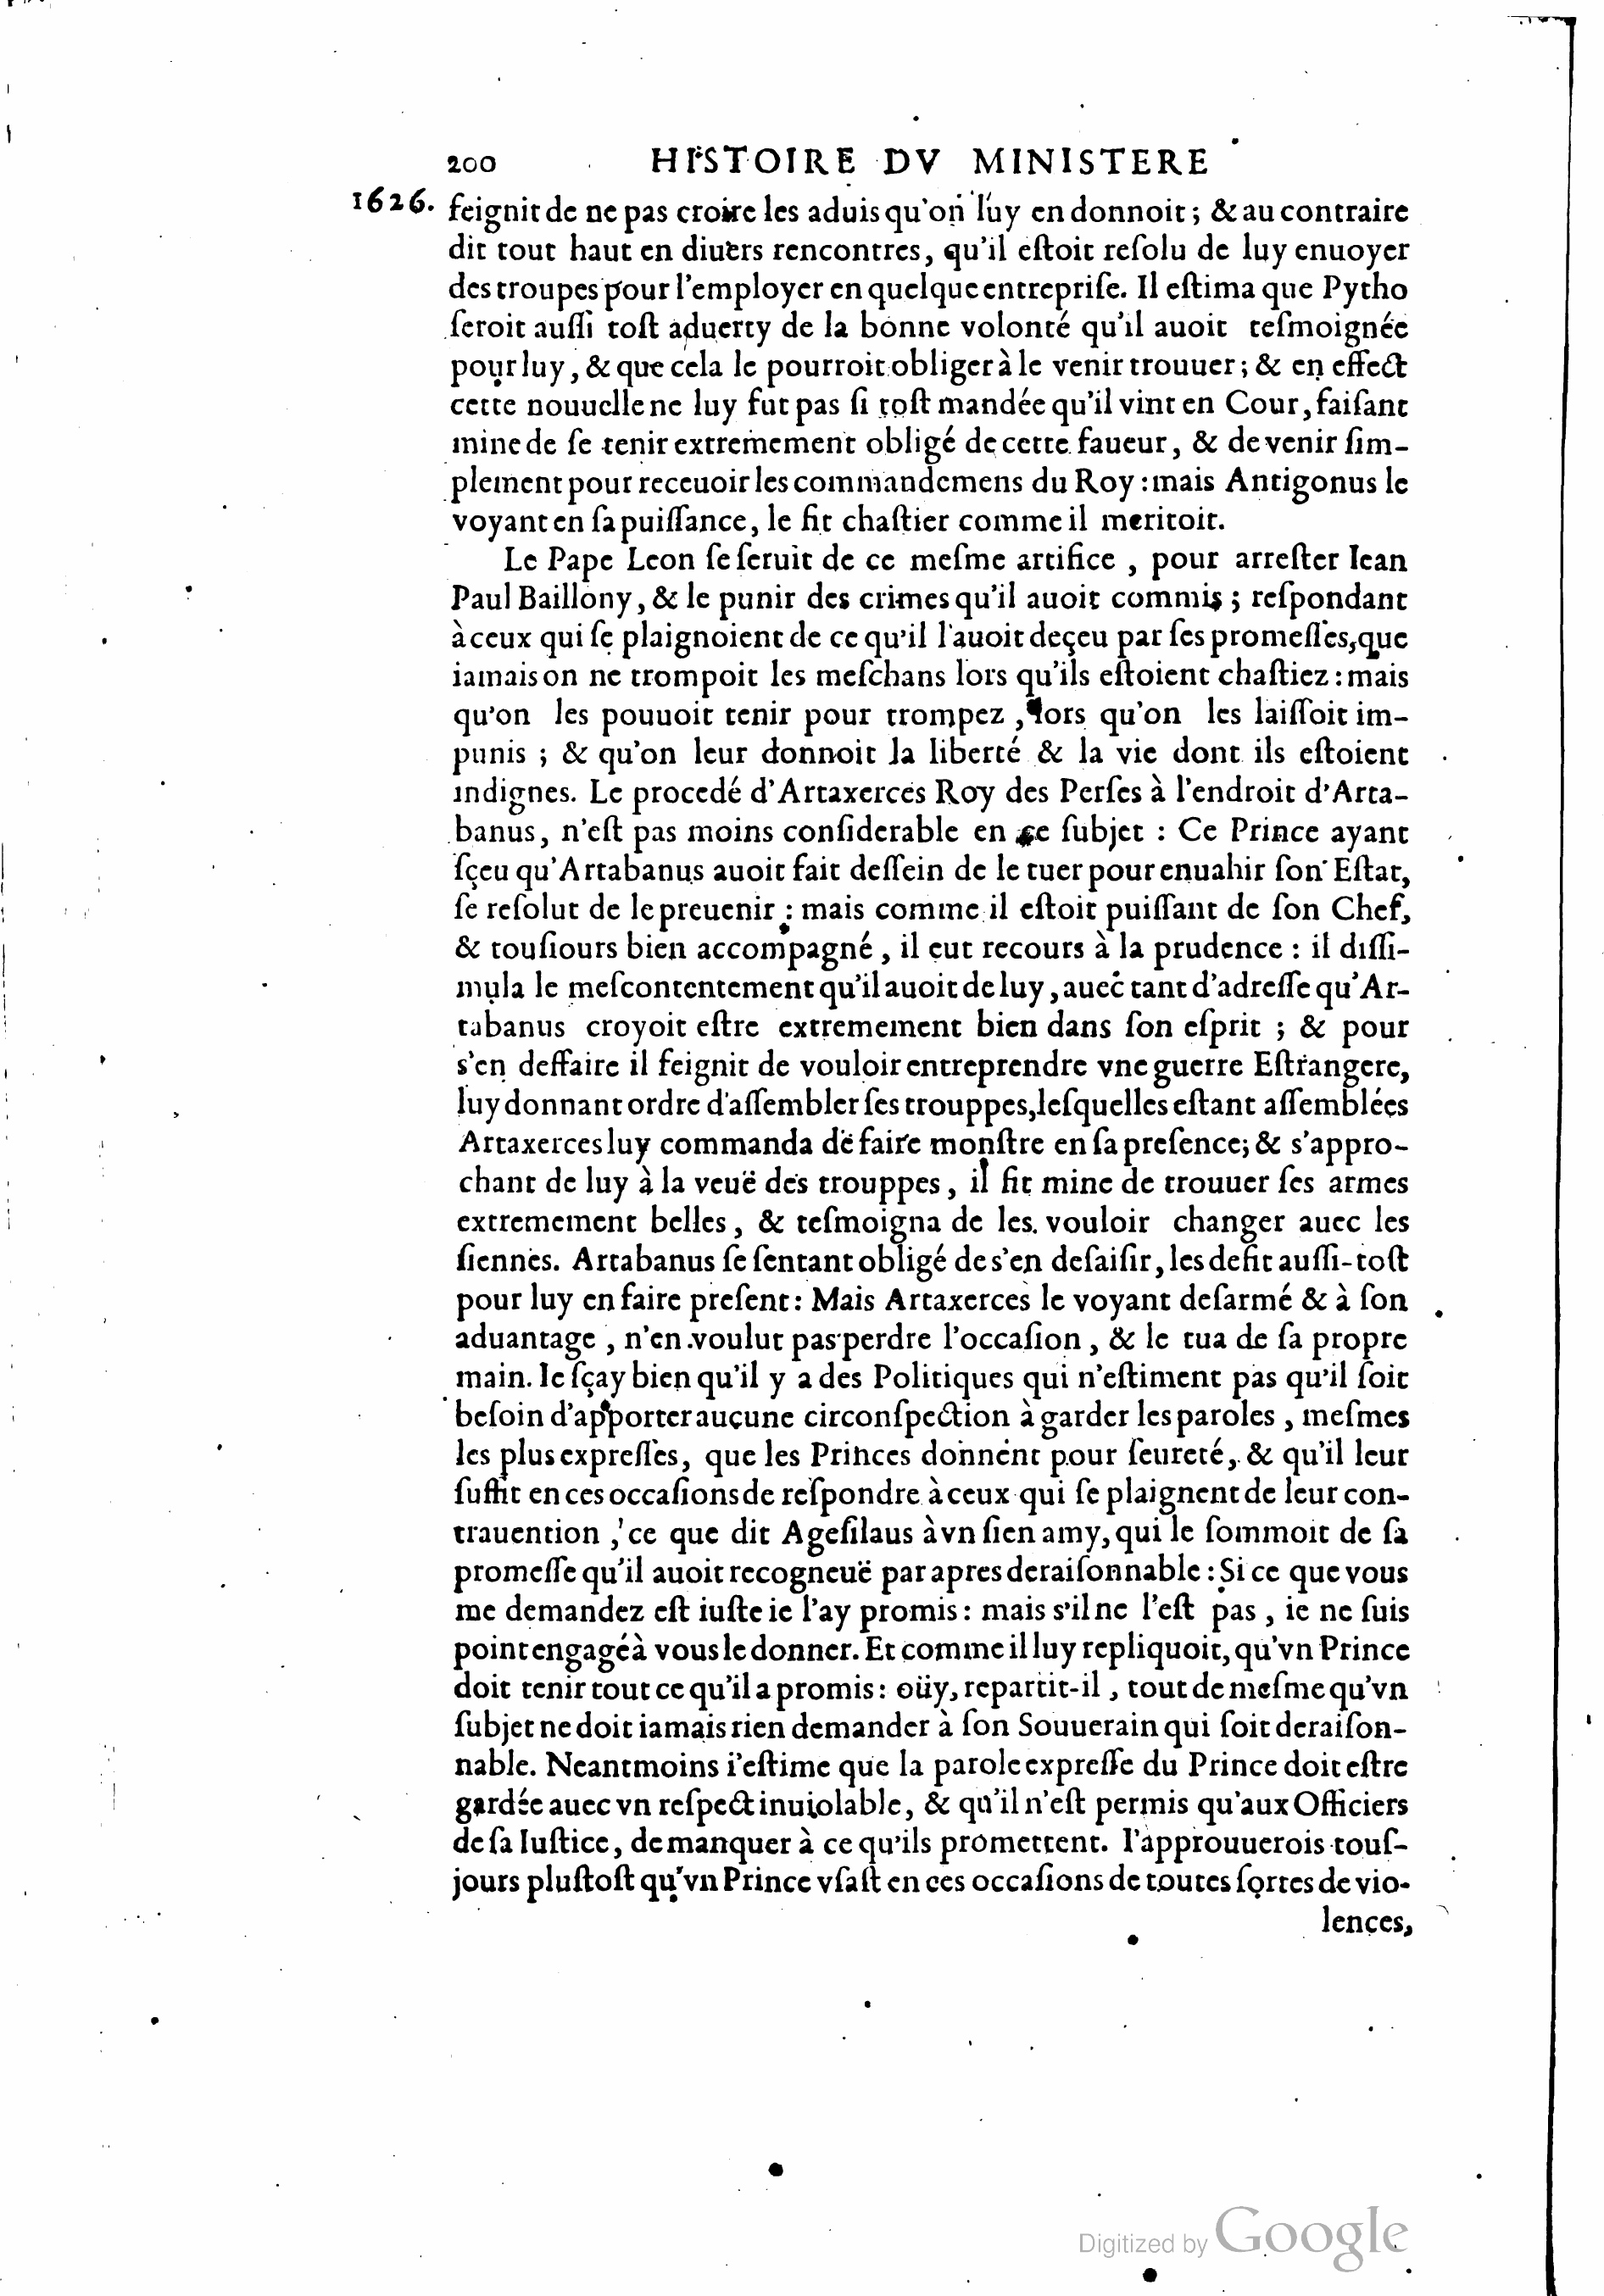 200 HISTOIRE DV MINISTERE
1626. feignit de ne pas croire les aduis qu'on luy en donnoit ; & au contraire
dit tout haut en diuers rencontres, qu'il eſtoit reſolu de luy enuoyer
des troupes pour l'employer en quelque entrepriſe. Il eſtima que Pytho
ſeroit auſſi toſt aduerty de la bonne volonté qu'il auoit teſmoignée
pour luy, & que cela le pourroit obliger à le venir trouuer ; & en effect
cette nouuelle ne luy fut pas ſi toſt mandée qu'il vint en Cour, faiſant
mine de ſe tenir extremement obligé de cette faueur, & de venir ſim-
plement pour receuoir les commandemens du Roy : mais Antigonus le
voyant en ſa puiſſance, le fit chaſtier comme il meritoit.
Le Pape Leon ſe ſeruit de ce meſme artifice, pour arreſter Iean
Paul Baillony, & le punir des crimes qu'il auoit commis ; reſpondant
à ceux qui ſe plaignoient de ce qu'il l'auoit deçeu par ſes promeſſes, que
iamais on ne trompoit les meſchans lors qu'ils eſtoient chaſtiez : mais
qu'on les pouuoit tenir pour trompez, lors qu'on les laiſſoit im-
punis ; & qu'on leur donnoit la liberté & la vie dont ils eſtoient
indignes. Le procedé d'Artaxerces Roy des Perſes à l'endroit d'Arta-
banus, n'eſt pas moins conſiderable en ce ſubjet : Ce Prince ayant
ſçeu qu'Artabanus auoit fait deſſein de le tuer pour enuahir ſon Eſtat,
ſe reſolut de le preuenir : mais comme il eſtoit puiſſant de ſon Chef,
& touſiours bien accompagné, il eut recours à la prudence : il diſſi-
mula le meſcontentement qu'il auoit de luy, auec tant d'adreſſe qu'Ar-
tabanus croyoit eſtre extremement bien dans ſon eſprit ; & pour
s'en deffaire il feignit de vouloir entreprendre vne guerre Eſtrangere,
luy donnant ordre d'aſſembler ſes trouppes, leſquelles eſtant aſſemblées
Artaxerces luy commanda de faire monſtre en ſa preſence ; & s'appro-
chant de luy à la veuë des trouppes, il fit mine de trouuer ſes armes
extremement belles, & teſmoigna de les vouloir changer auec les
ſiennes. Artabanus ſe ſentant obligé de s'en deſaiſir, les defit auſſi-toſt
pour luy en faire preſent : Mais Artaxerces le voyant deſarmé & à ſon
aduantage, n'en voulut pas perdre l'occaſion, & le tua de ſa propre
main. Ie ſçay bien qu'il y a des Politiques qui n'eſtiment pas qu'il ſoit
beſoin d'apporter aucune circonſpection à garder les paroles, meſmes
les plus expreſſes, que les Princes donnent pour ſeureté, & qu'il leur
ſuffit en ces occaſions de reſpondre à ceux qui ſe plaignent de leur con-
trauention, ce que dit Ageſilaus à vn ſien amy, qui le ſommoit de ſa
promeſſe qu'il auoit recogneuë par apres deraiſonnable : Si ce que vous
me demandez eſt iuſte ie l'ay promis : mais s'il ne l'eſt pas, ie ne ſuis
point engagé à vous le donner. Et comme il luy repliquoit, qu'vn Prince
doit tenir tout ce qu'il a promis : oüy, repartit-il, tout de meſme qu'vn
ſubjet ne doit iamais rien demander à ſon Souuerain qui ſoit deraiſon-
nable. Neantmoins i'eſtime que la parole expreſſe du Prince doit eſtre
gardée auec vn reſpect inuiolable, & qu'il n'eſt permis qu'aux Officiers
de ſa Iuſtice, de manquer à ce qu'ils promettent. I'approuuerois touſ-
jours pluſtoſt qu'vn Prince vſaſt en ces occaſions de toutes ſortes de vio-
lences,
Digitized by Google